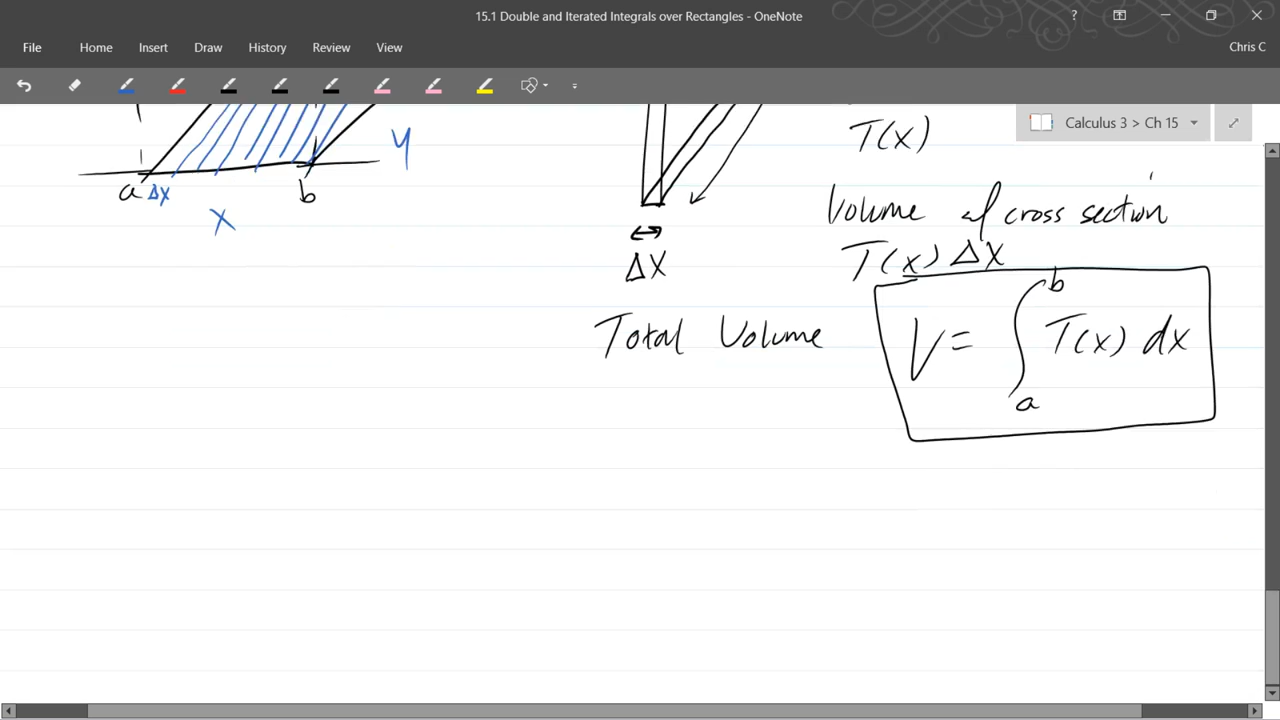 15.1 Double and Iterated Integrals over Rectangles - OneNote
?
File Home Insert Draw History Review View
Chris C
Calculus 3 > Ch 15
T(x)
y
a Δx b
x
Volume of cross section
T(x) Δx
Δx
Total Volume V = ∫_a^b T(x) dx